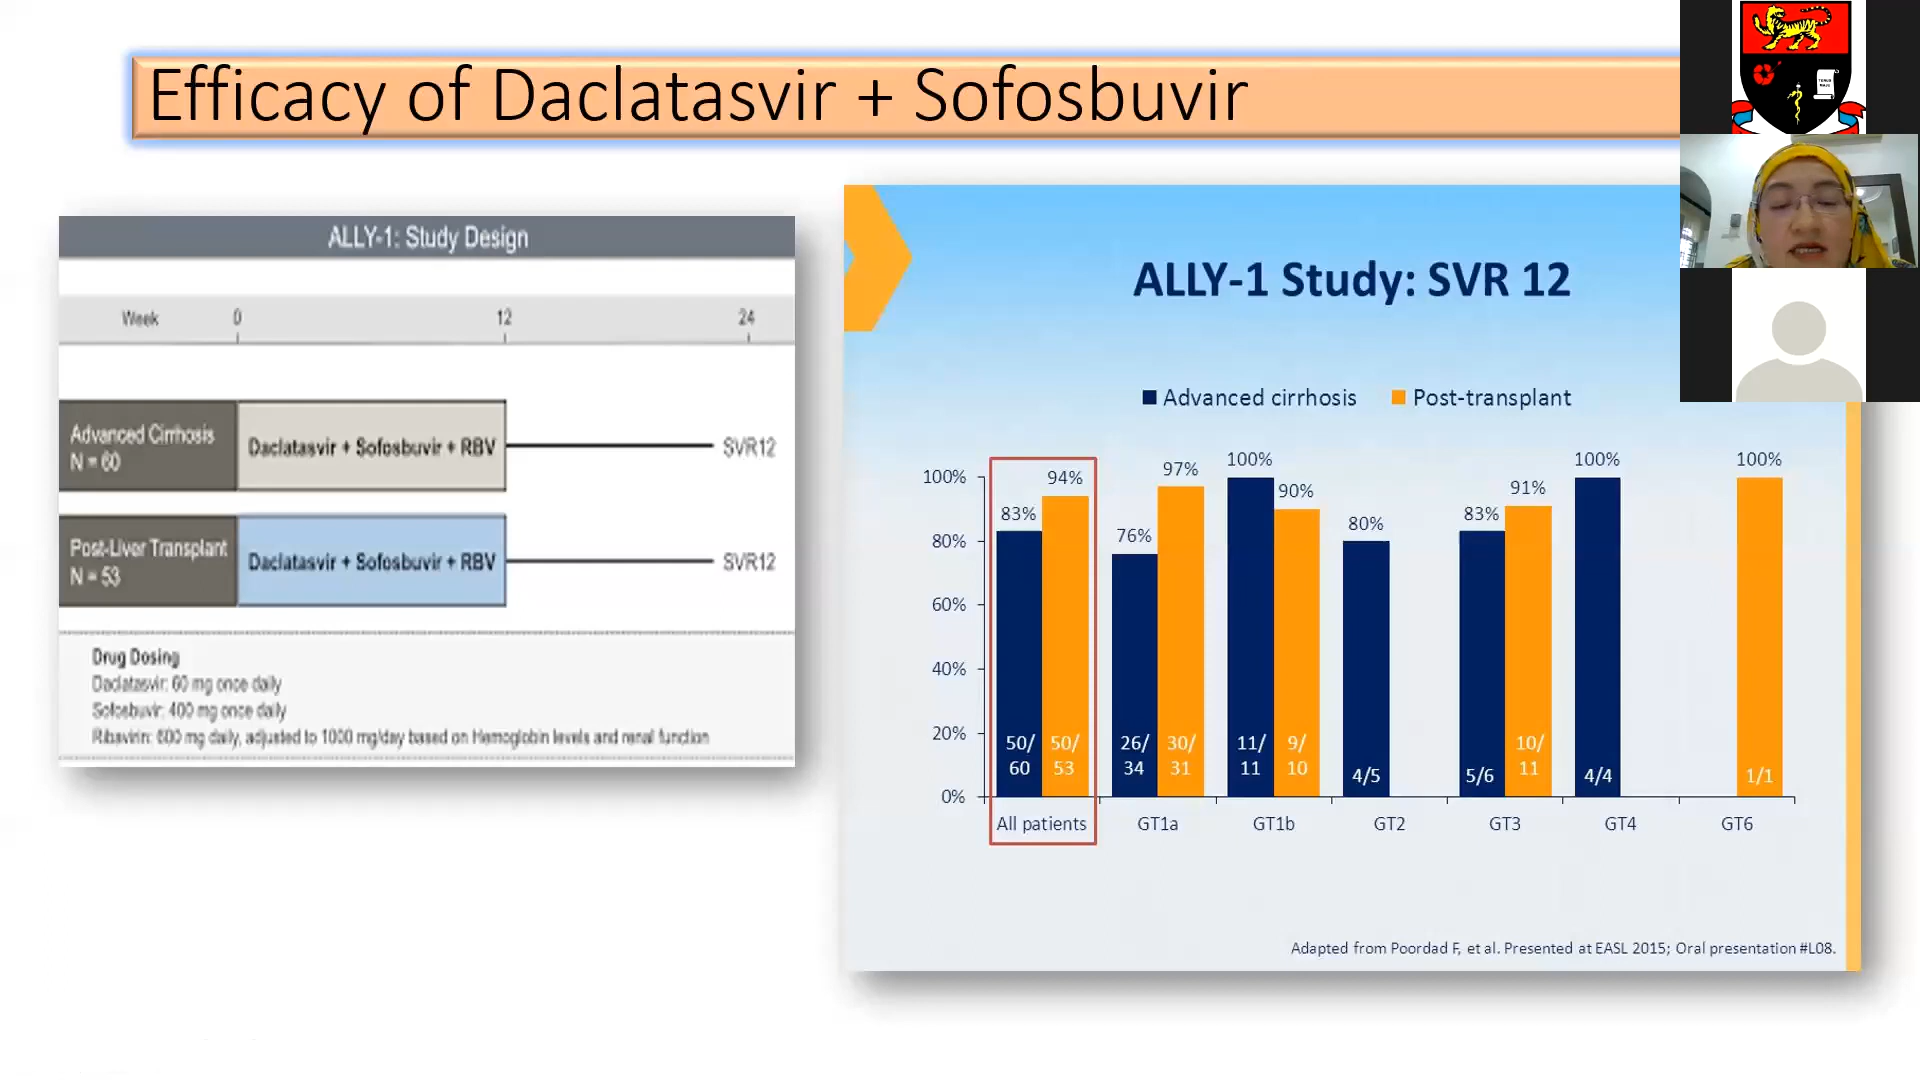 Efficacy of Daclatasvir + Sofosbuvir
ALLY-1: Study Design
Week 0 12 24
Advanced Cirrhosis
N = 60
Daclatasvir + Sofosbuvir + RBV
SVR12
Post-Liver Transplant
N = 53
Daclatasvir + Sofosbuvir + RBV
SVR12
Drug Dosing
Daclatasvir: 60 mg once daily
Sofosbuvir: 400 mg once daily
Ribavirin: 600 mg daily, adjusted to 1000 mg/day based on Hemoglobin levels and renal function
ALLY-1 Study: SVR 12
Advanced cirrhosis Post-transplant
100%
80%
60%
40%
20%
0%
83% 94% 76% 97% 100% 90% 80% 83% 91% 100% 100%
50/ 50/ 26/ 30/ 11/ 9/ 10/
60 53 34 31 11 10 4/5 5/6 11 4/4 1/1
All patients GT1a GT1b GT2 GT3 GT4 GT6
Adapted from Poordad F, et al. Presented at EASL 2015; Oral presentation #L08.